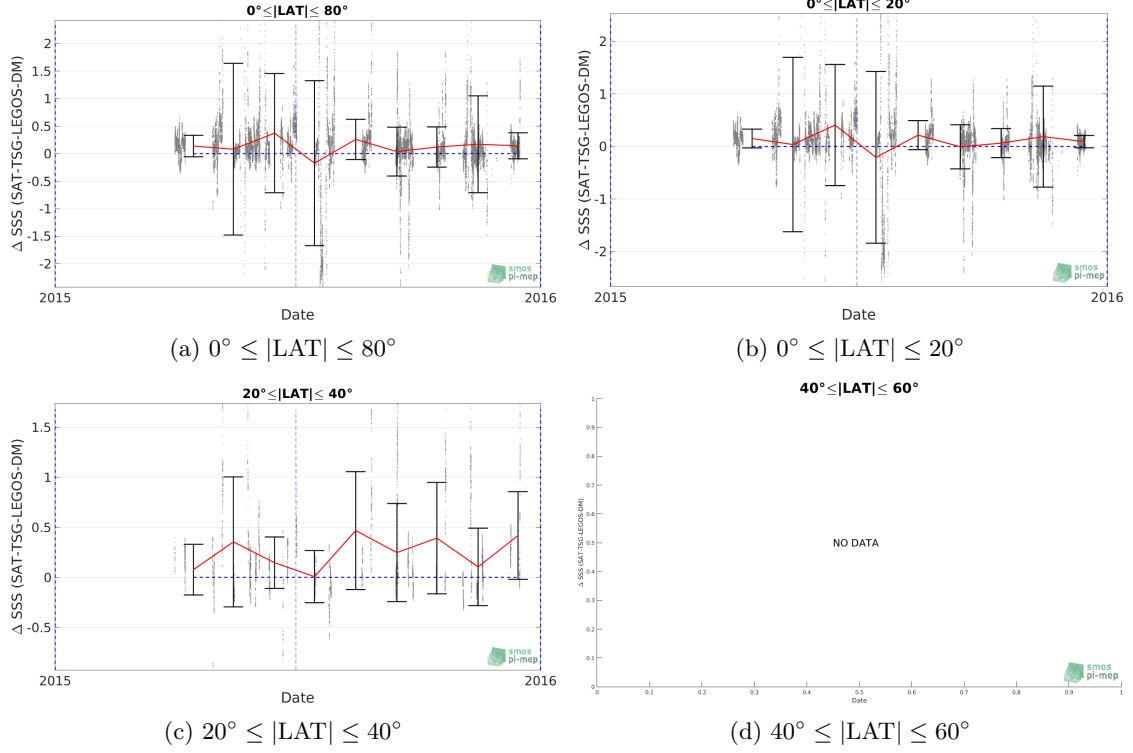 0°≤|LAT|≤ 80°
2
1.5
1
0.5
0
-0.5
-1
-1.5
-2
Δ SSS (SAT-TSG-LEGOS-DM)
2015
2016
Date
smos
pi-mep
(a) 0° ≤ |LAT| ≤ 80°
0°≤|LAT|≤ 20°
2
1
0
-1
-2
Δ SSS (SAT-TSG-LEGOS-DM)
2015
2016
Date
smos
pi-mep
(b) 0° ≤ |LAT| ≤ 20°
20°≤|LAT|≤ 40°
1.5
1
0.5
0
-0.5
Δ SSS (SAT-TSG-LEGOS-DM)
2015
2016
Date
smos
pi-mep
(c) 20° ≤ |LAT| ≤ 40°
40°≤|LAT|≤ 60°
1
0.9
0.8
0.7
0.6
0.5
0.4
0.3
0.2
0.1
0
Δ SSS (SAT-TSG-LEGOS-DM)
NO DATA
0 0.1 0.2 0.3 0.4 0.5 0.6 0.7 0.8 0.9 1
Date
smos
pi-mep
(d) 40° ≤ |LAT| ≤ 60°